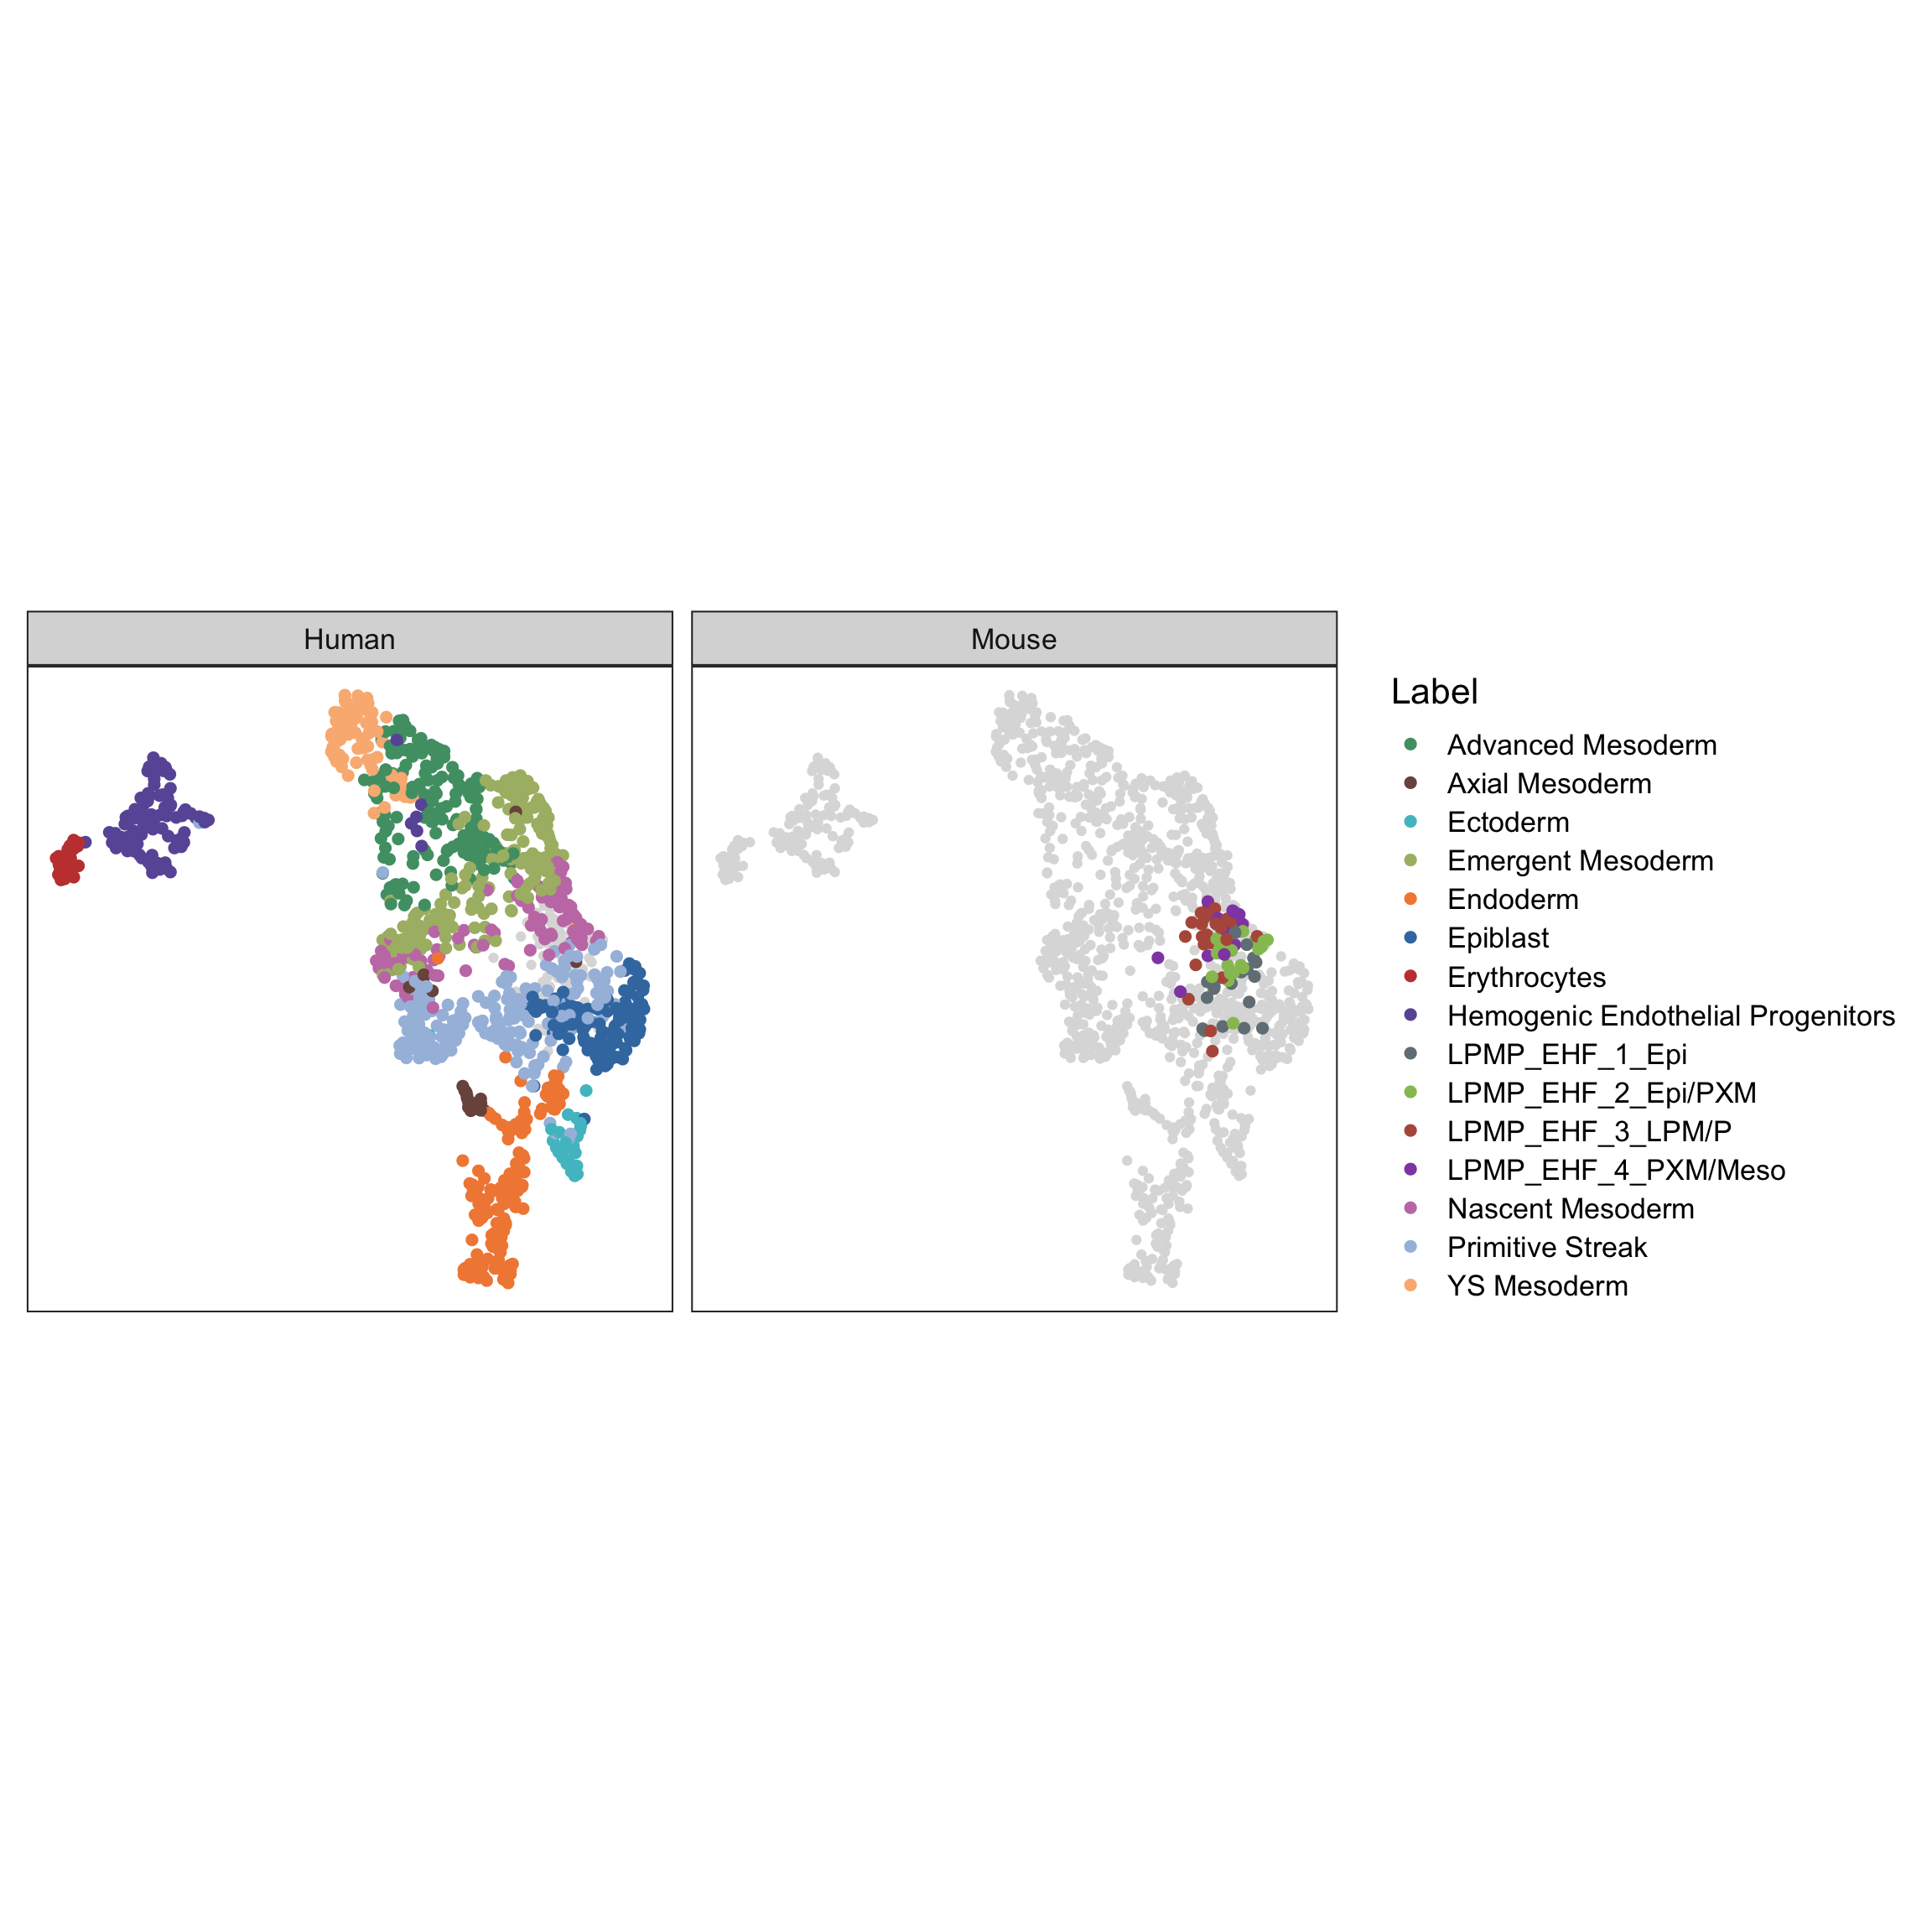 Human
Mouse
Label
Advanced Mesoderm
Axial Mesoderm
Ectoderm
Emergent Mesoderm
Endoderm
Epiblast
Erythrocytes
Hemogenic Endothelial Progenitors
LPMP_EHF_1_Epi
LPMP_EHF_2_Epi/PXM
LPMP_EHF_3_LPM/P
LPMP_EHF_4_PXM/Meso
Nascent Mesoderm
Primitive Streak
YS Mesoderm